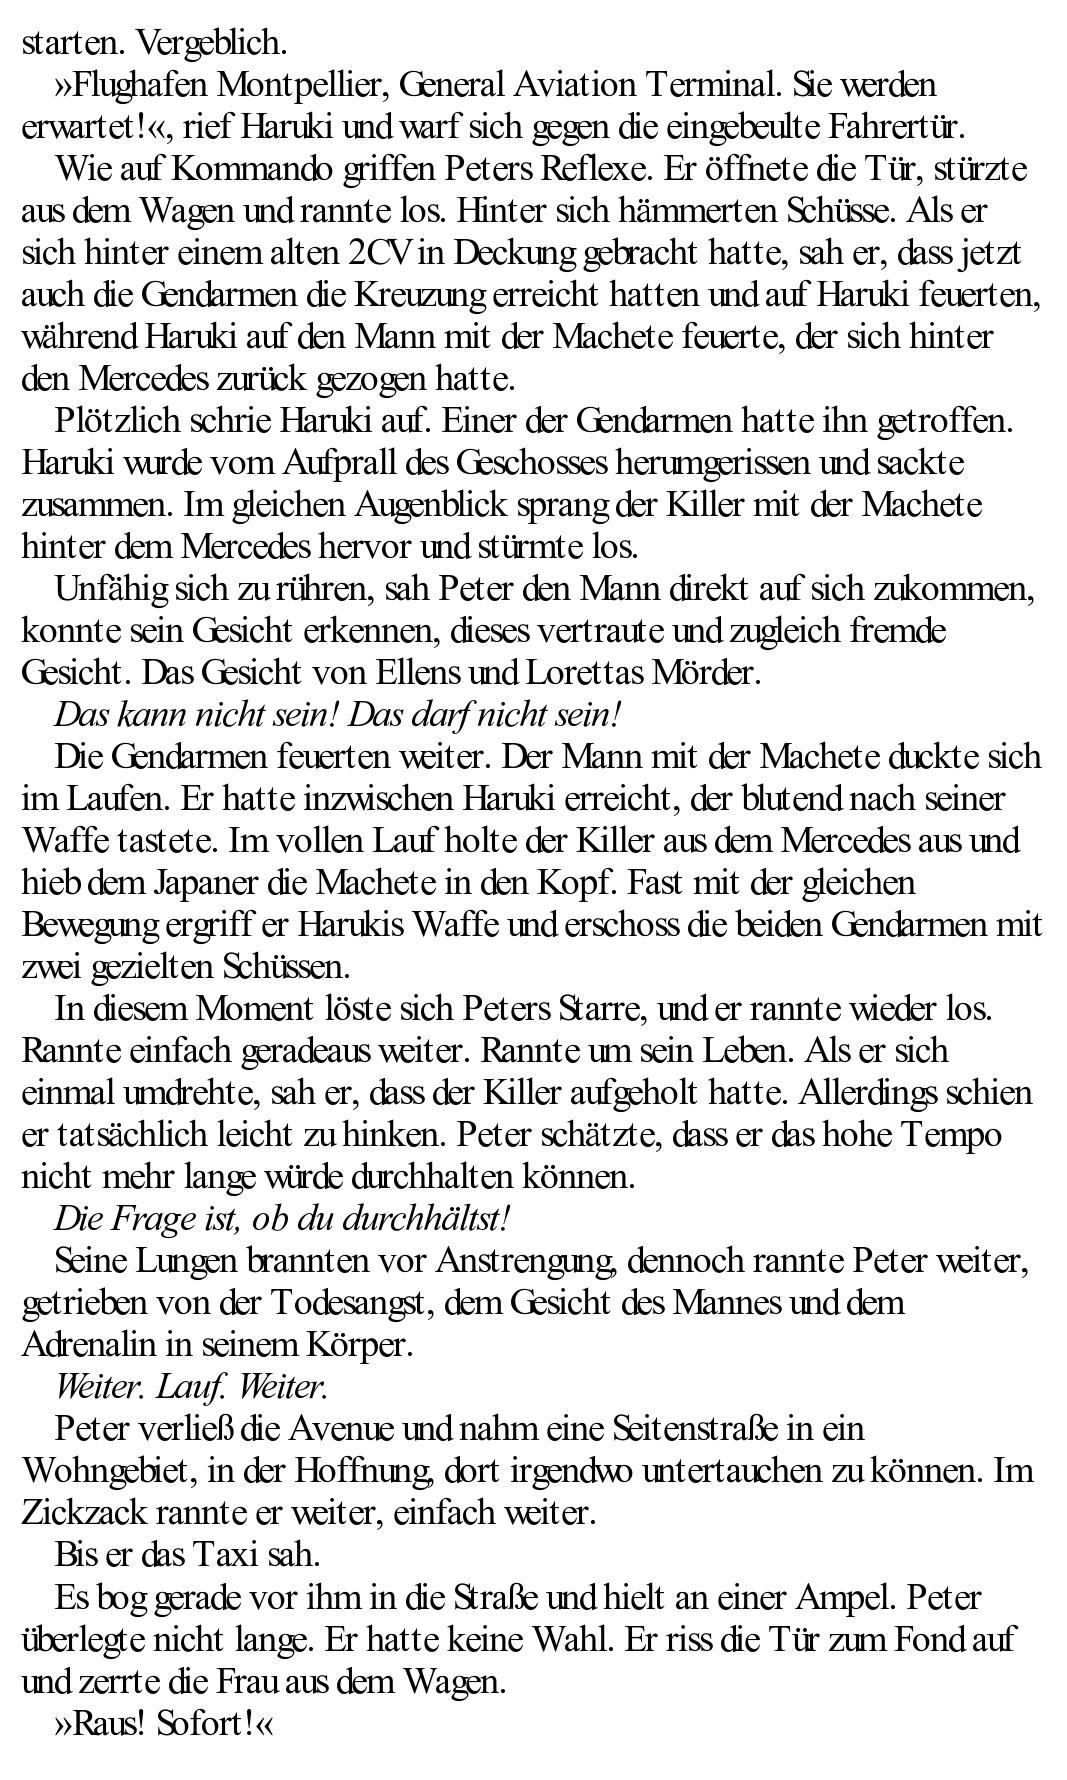 starten. Vergeblich.
»Flughafen Montpellier, General Aviation Terminal. Sie werden
erwartet!«, rief Haruki und warf sich gegen die eingebeulte Fahrertür.
Wie auf Kommando griffen Peters Reflexe. Er öffnete die Tür, stürzte
aus dem Wagen und rannte los. Hinter sich hämmerten Schüsse. Als er
sich hinter einem alten 2CV in Deckung gebracht hatte, sah er, dass jetzt
auch die Gendarmen die Kreuzung erreicht hatten und auf Haruki feuerten,
während Haruki auf den Mann mit der Machete feuerte, der sich hinter
den Mercedes zurück gezogen hatte.
Plötzlich schrie Haruki auf. Einer der Gendarmen hatte ihn getroffen.
Haruki wurde vom Aufprall des Geschosses herumgerissen und sackte
zusammen. Im gleichen Augenblick sprang der Killer mit der Machete
hinter dem Mercedes hervor und stürmte los.
Unfähig sich zu rühren, sah Peter den Mann direkt auf sich zukommen,
konnte sein Gesicht erkennen, dieses vertraute und zugleich fremde
Gesicht. Das Gesicht von Ellens und Lorettas Mörder.
Das kann nicht sein! Das darf nicht sein!
Die Gendarmen feuerten weiter. Der Mann mit der Machete duckte sich
im Laufen. Er hatte inzwischen Haruki erreicht, der blutend nach seiner
Waffe tastete. Im vollen Lauf holte der Killer aus dem Mercedes aus und
hieb dem Japaner die Machete in den Kopf. Fast mit der gleichen
Bewegung ergriff er Harukis Waffe und erschoss die beiden Gendarmen mit
zwei gezielten Schüssen.
In diesem Moment löste sich Peters Starre, und er rannte wieder los.
Rannte einfach geradeaus weiter. Rannte um sein Leben. Als er sich
einmal umdrehte, sah er, dass der Killer aufgeholt hatte. Allerdings schien
er tatsächlich leicht zu hinken. Peter schätzte, dass er das hohe Tempo
nicht mehr lange würde durchhalten können.
Die Frage ist, ob du durchhältst!
Seine Lungen brannten vor Anstrengung, dennoch rannte Peter weiter,
getrieben von der Todesangst, dem Gesicht des Mannes und dem
Adrenalin in seinem Körper.
Weiter. Lauf. Weiter.
Peter verließ die Avenue und nahm eine Seitenstraße in ein
Wohngebiet, in der Hoffnung, dort irgendwo untertauchen zu können. Im
Zickzack rannte er weiter, einfach weiter.
Bis er das Taxi sah.
Es bog gerade vor ihm in die Straße und hielt an einer Ampel. Peter
überlegte nicht lange. Er hatte keine Wahl. Er riss die Tür zum Fond auf
und zerrte die Frau aus dem Wagen.
»Raus! Sofort!«